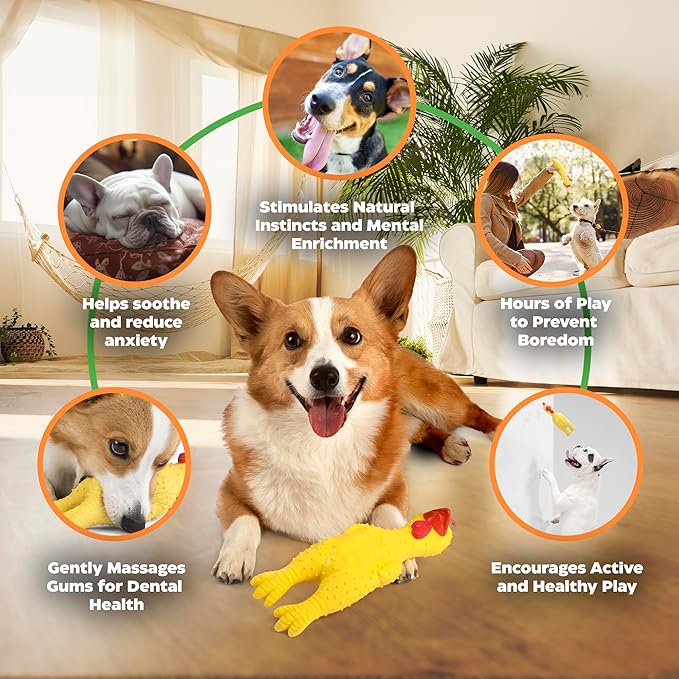 Stimulates Natural
Instincts and Mental
Enrichment
Helps soothe
and reduce
anxiety
Hours of Play
to Prevent
Boredom
Gently Massages
Gums for Dental
Health
Encourages Active
and Healthy Play